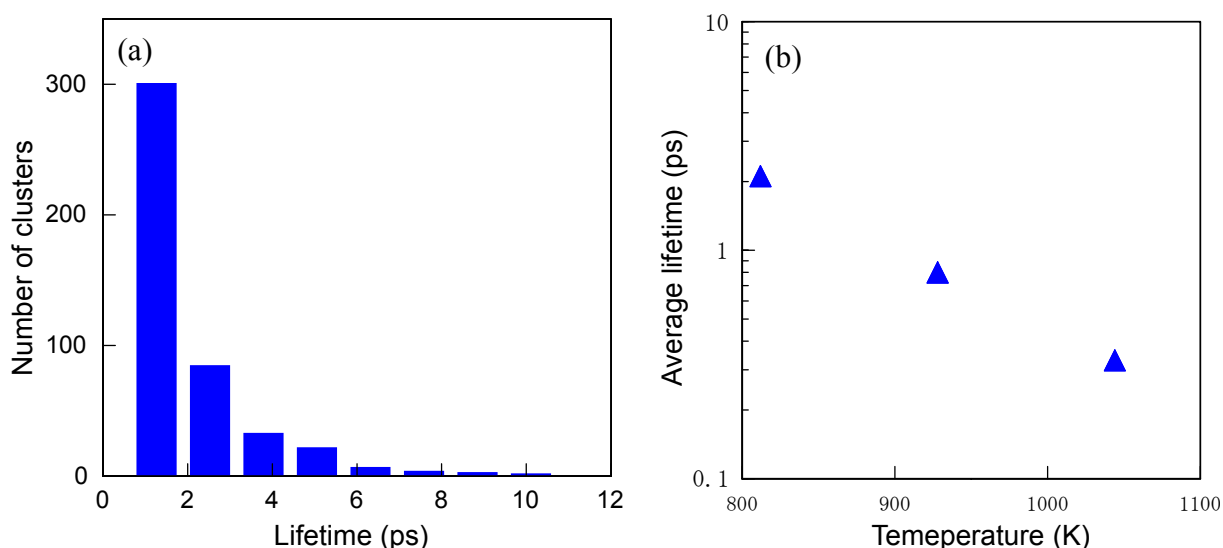 (a)
Number of clusters
300
200
100
0
0 2 4 6 8 10 12
Lifetime (ps)
(b)
Average lifetime (ps)
10
1
0.1
800 900 1000 1100
Temeperature (K)